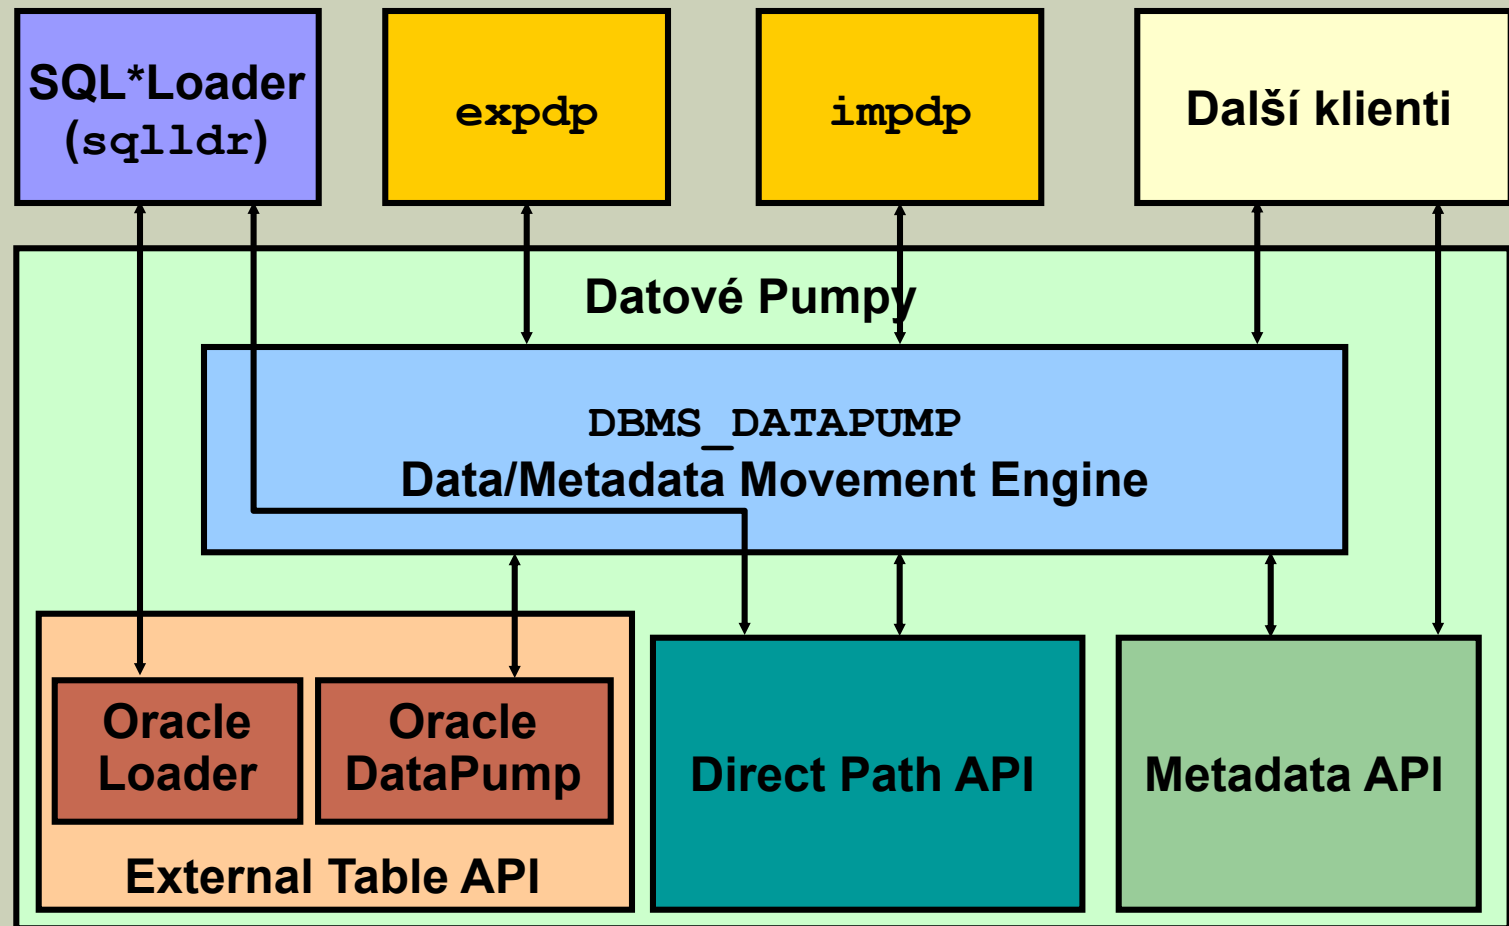 SQL*Loader
(sqlldr)
expdp
impdp
Další klienti
Datové Pumpy
DBMS_DATAPUMP
Data/Metadata Movement Engine
Oracle
Loader
Oracle
DataPump
External Table API
Direct Path API
Metadata API